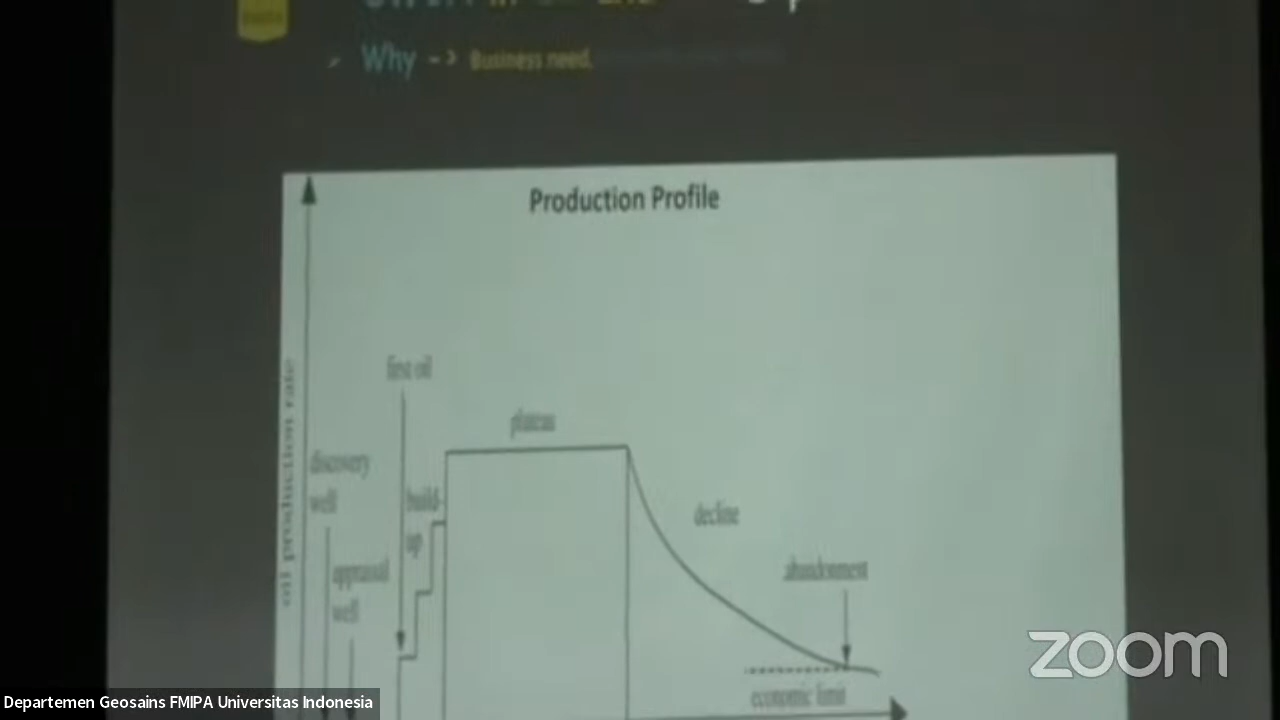 Why -> Business need.
Production Profile
oil production rate
first oil
plateau
discovery
well
build-
up
decline
appraisal
well
abandonment
economic limit
zoom
Departemen Geosains FMIPA Universitas Indonesia